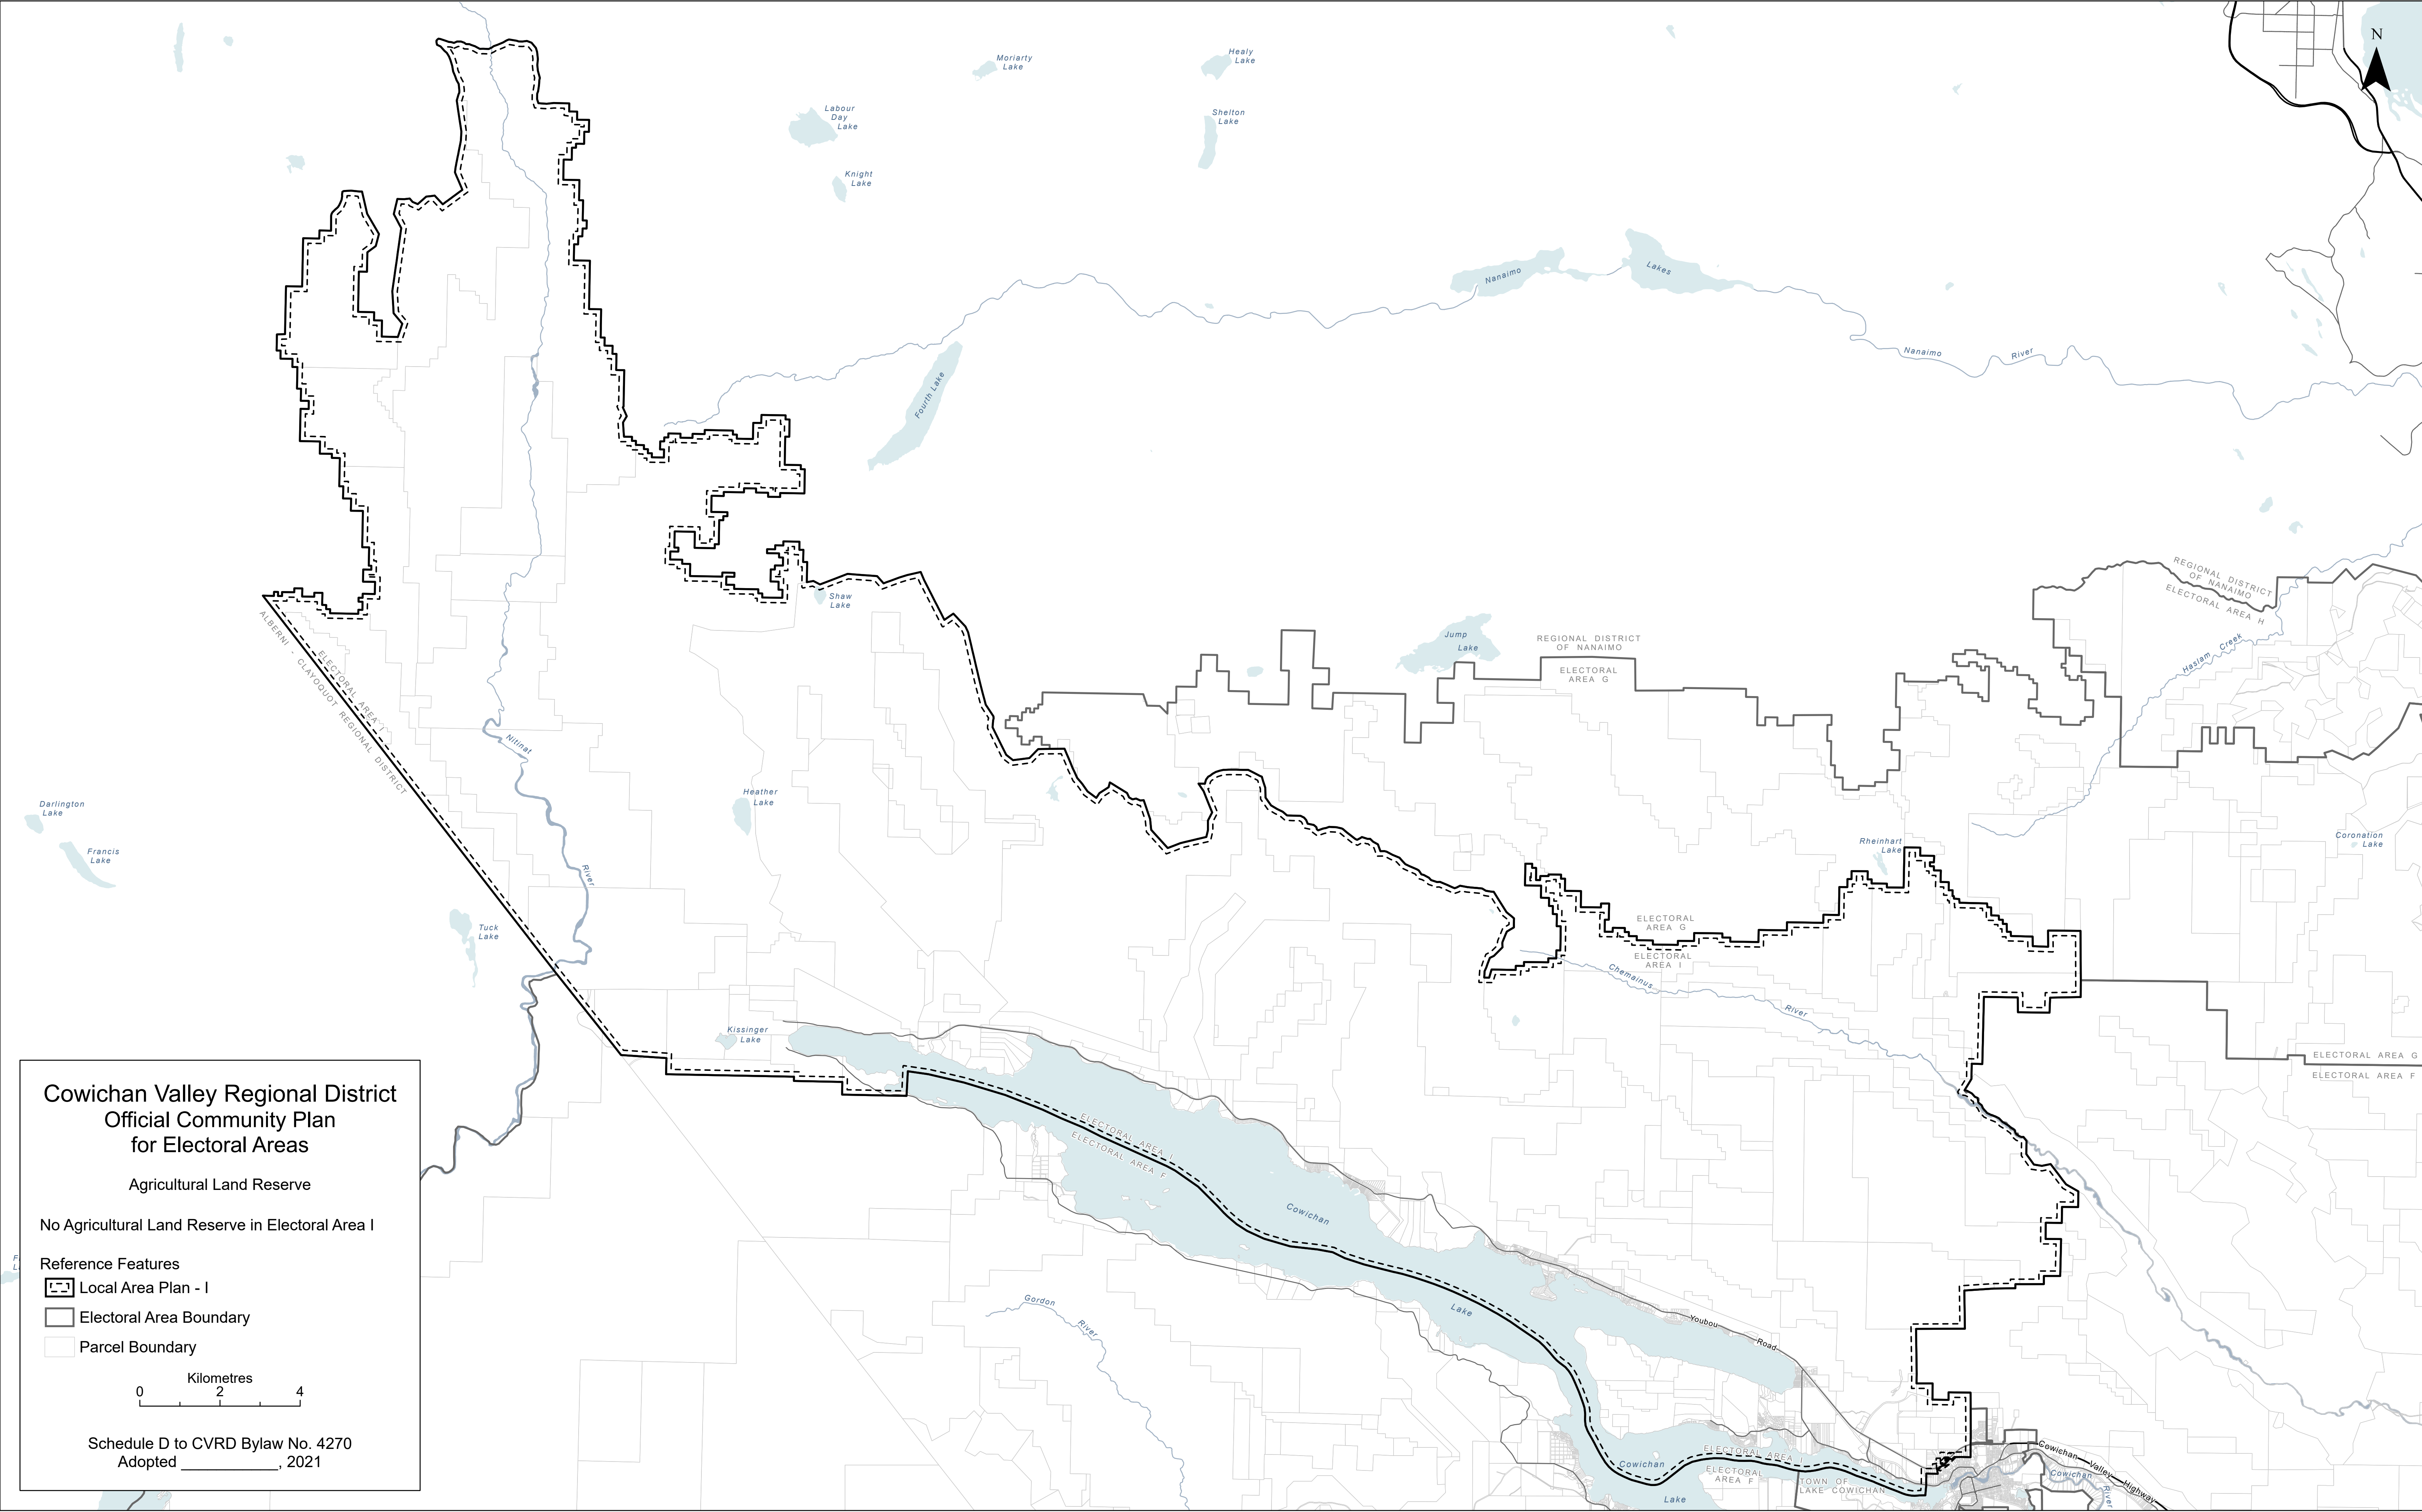 N
Moriarty
Lake
Healy
Lake
Labour
Day
Lake
Shelton
Lake
Knight
Lake
Nanaimo
Lakes
Nanaimo
River
Fourth Lake
REGIONAL DISTRICT
OF NANAIMO
ELECTORAL AREA H
Haslam Creek
Shaw
Lake
Jump
Lake
REGIONAL DISTRICT
OF NANAIMO
ELECTORAL
AREA G
ELECTORAL AREA I
ALBERNI - CLAYOQUOT REGIONAL DISTRICT
Nitinat
River
Heather
Lake
Darlington
Lake
Francis
Lake
Tuck
Lake
Rheinhart
Lake
Coronation
Lake
ELECTORAL
AREA G
ELECTORAL
AREA I
Chemainus
River
Kissinger
Lake
ELECTORAL AREA G
ELECTORAL AREA F
ELECTORAL AREA I
ELECTORAL AREA F
Cowichan
Lake
Gordon
River
Youbou
Road
ELECTORAL AREA I
ELECTORAL
AREA F
TOWN OF
LAKE COWICHAN
Cowichan
Lake
Cowichan Valley Highway
Cowichan
River
Cowichan Valley Regional District
Official Community Plan
for Electoral Areas
Agricultural Land Reserve
No Agricultural Land Reserve in Electoral Area I
Reference Features
Local Area Plan - I
Electoral Area Boundary
Parcel Boundary
Kilometres
0 2 4
Schedule D to CVRD Bylaw No. 4270
Adopted ___________, 2021